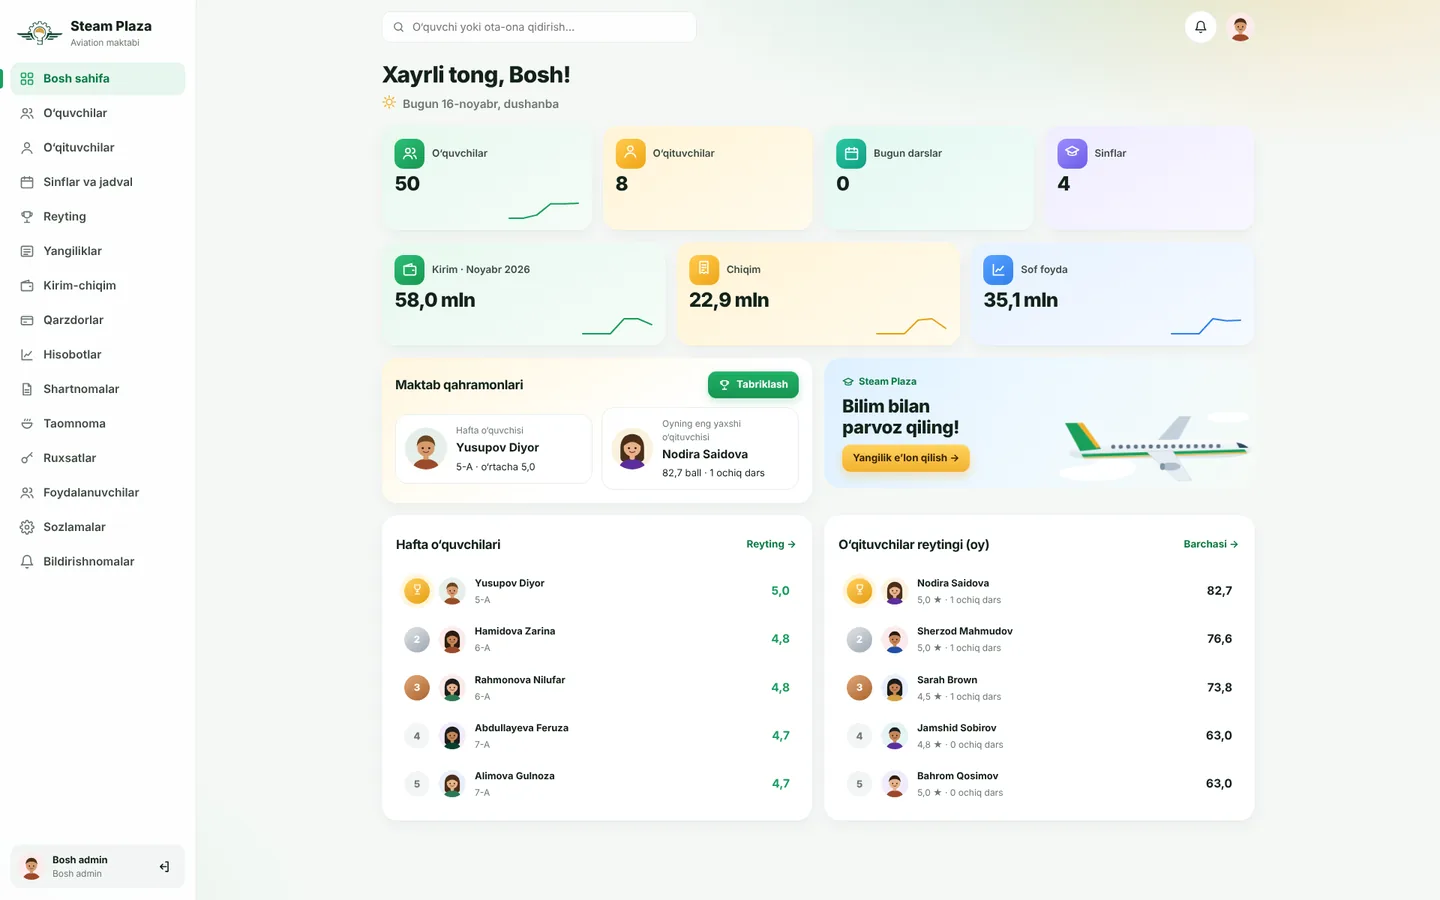 Steam Plaza
Aviation maktabi
Bosh sahifa
O‘quvchilar
O‘qituvchilar
Sinflar va jadval
Reyting
Yangiliklar
Kirim-chiqim
Qarzdorlar
Hisobotlar
Shartnomalar
Taomnoma
Ruxsatlar
Foydalanuvchilar
Sozlamalar
Bildirishnomalar
Bosh admin
Bosh admin
O‘quvchi yoki ota-ona qidirish...
Xayrli tong, Bosh!
Bugun 16-noyabr, dushanba
O‘quvchilar
50
O‘qituvchilar
8
Bugun darslar
0
Sinflar
4
Kirim · Noyabr 2026
58,0 mln
Chiqim
22,9 mln
Sof foyda
35,1 mln
Maktab qahramonlari
Tabriklash
Hafta o‘quvchisi
Yusupov Diyor
5-A · o‘rtacha 5,0
Oyning eng yaxshi
o‘qituvchisi
Nodira Saidova
82,7 ball · 1 ochiq dars
Steam Plaza
Bilim bilan
parvoz qiling!
Yangilik e’lon qilish →
Hafta o‘quvchilari
Reyting →
Yusupov Diyor
5-A
5,0
2
Hamidova Zarina
6-A
4,8
3
Rahmonova Nilufar
6-A
4,8
4
Abdullayeva Feruza
7-A
4,7
5
Alimova Gulnoza
7-A
4,7
O‘qituvchilar reytingi (oy)
Barchasi →
Nodira Saidova
5,0 ★ · 1 ochiq dars
82,7
2
Sherzod Mahmudov
5,0 ★ · 1 ochiq dars
76,6
3
Sarah Brown
4,5 ★ · 1 ochiq dars
73,8
4
Jamshid Sobirov
4,8 ★ · 0 ochiq dars
63,0
5
Bahrom Qosimov
5,0 ★ · 0 ochiq dars
63,0